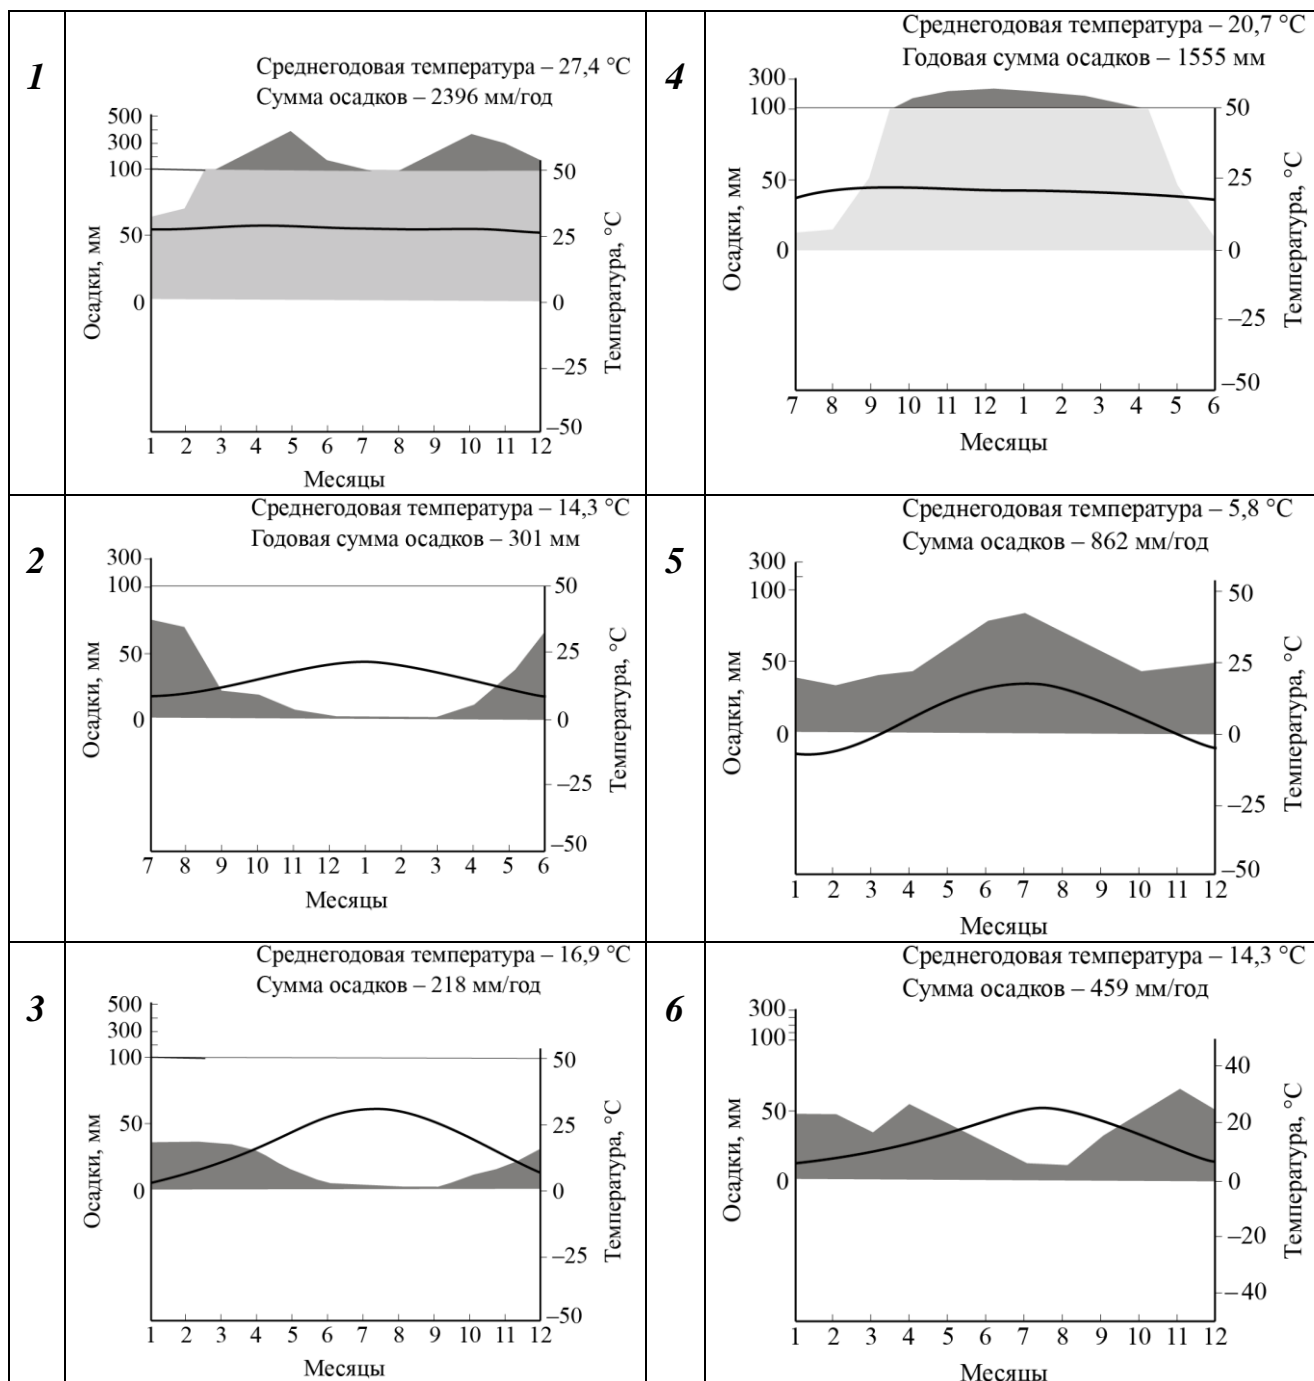 1
Среднегодовая температура – 27,4 °С
Сумма осадков – 2396 мм/год
500
300
100
50
0
Осадки, мм
50
25
0
–25
–50
Температура, °С
1 2 3 4 5 6 7 8 9 10 11 12
Месяцы
4
Среднегодовая температура – 20,7 °С
Годовая сумма осадков – 1555 мм
300
100
50
0
Осадки, мм
50
25
0
–25
–50
Температура, °С
7 8 9 10 11 12 1 2 3 4 5 6
Месяцы
2
Среднегодовая температура – 14,3 °С
Годовая сумма осадков – 301 мм
300
100
50
0
Осадки, мм
50
25
0
–25
–50
Температура, °С
7 8 9 10 11 12 1 2 3 4 5 6
Месяцы
5
Среднегодовая температура – 5,8 °С
Сумма осадков – 862 мм/год
300
100
50
0
Осадки, мм
50
25
0
–25
–50
Температура, °С
1 2 3 4 5 6 7 8 9 10 11 12
Месяцы
3
Среднегодовая температура – 16,9 °С
Сумма осадков – 218 мм/год
500
300
100
50
0
Осадки, мм
50
25
0
–25
–50
Температура, °С
1 2 3 4 5 6 7 8 9 10 11 12
Месяцы
6
Среднегодовая температура – 14,3 °С
Сумма осадков – 459 мм/год
300
100
50
0
Осадки, мм
40
20
0
–20
–40
Температура, °С
1 2 3 4 5 6 7 8 9 10 11 12
Месяцы